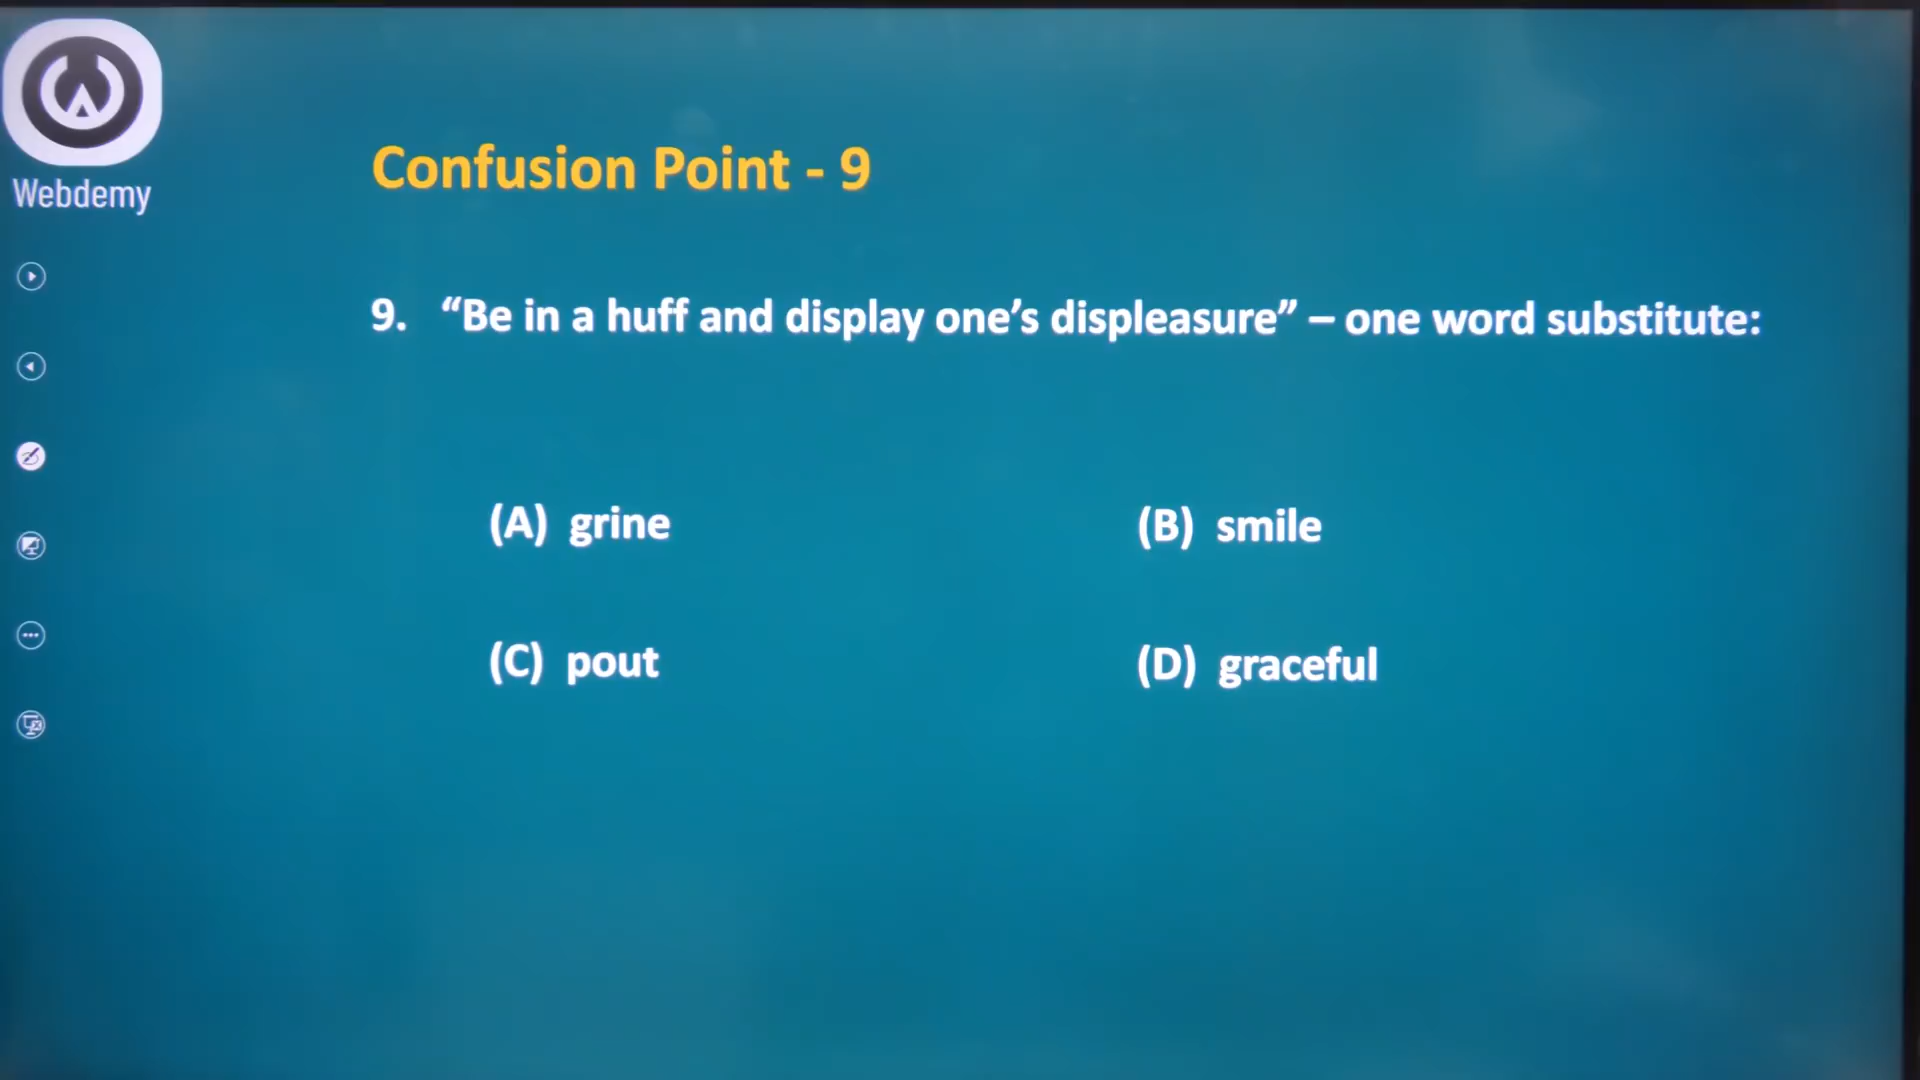 Webdemy
Confusion Point - 9
9. “Be in a huff and display one’s displeasure” – one word substitute:
(A) grine
(B) smile
(C) pout
(D) graceful